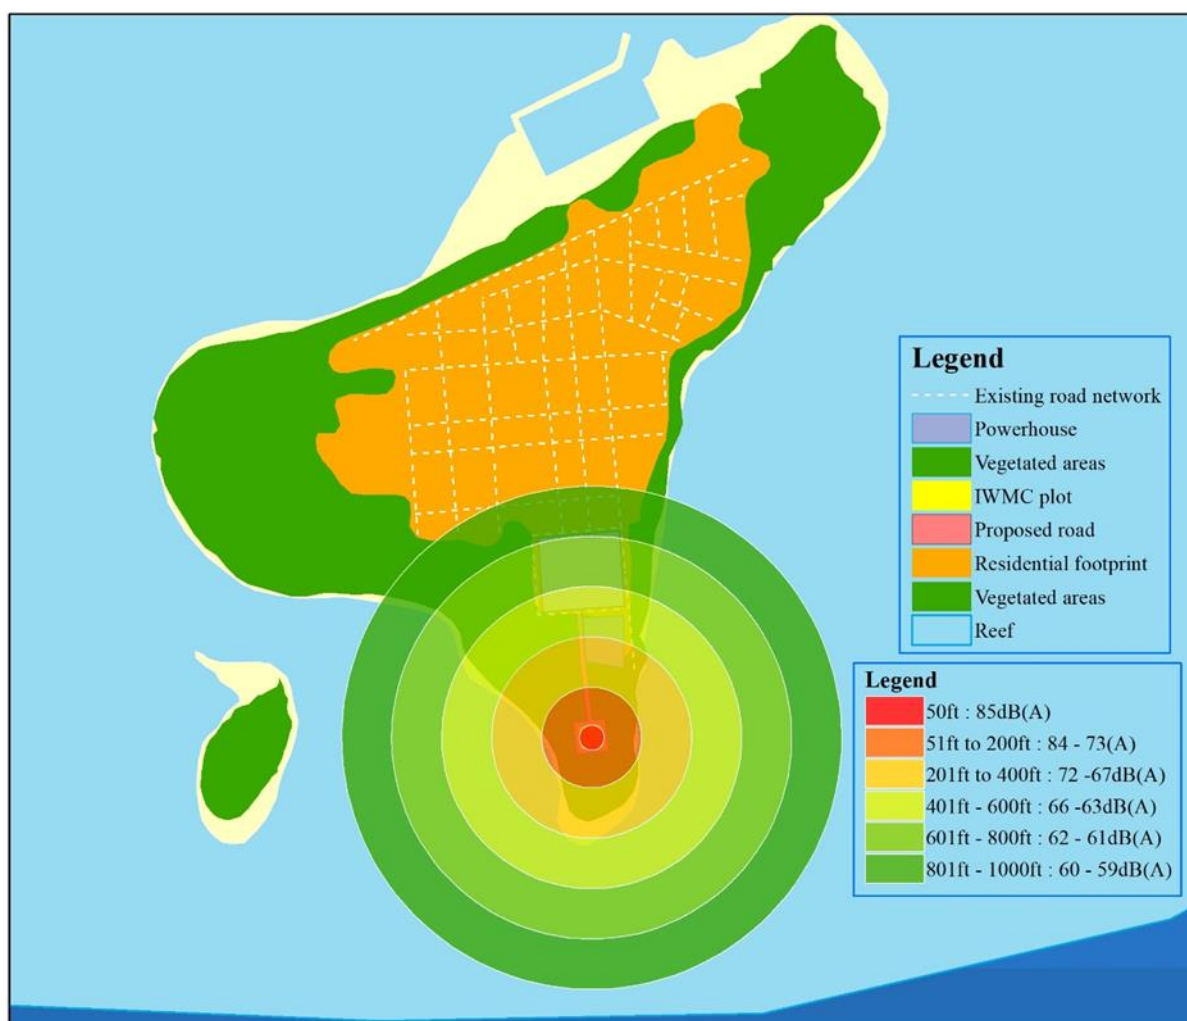 Legend
Existing road network
Powerhouse
Vegetated areas
IWMC plot
Proposed road
Residential footprint
Vegetated areas
Reef
Legend
50ft : 85dB(A)
51ft to 200ft : 84 - 73(A)
201ft to 400ft : 72 -67dB(A)
401ft - 600ft : 66 -63dB(A)
601ft - 800ft : 62 - 61dB(A)
801ft - 1000ft : 60 - 59dB(A)